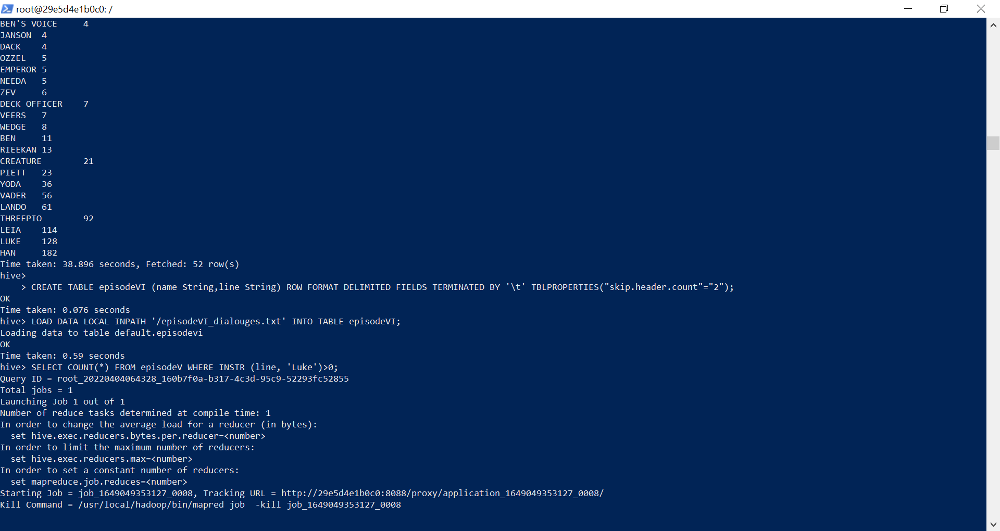 root@29e5d4e1b0c0: /
BEN'S VOICE     4
JANSON  4
DACK    4
OZZEL   5
EMPEROR 5
NEEDA   5
ZEV     6
DECK OFFICER    7
VEERS   7
WEDGE   8
BEN     11
RIEEKAN 13
CREATURE        21
PIETT   23
YODA    36
VADER   56
LANDO   61
THREEPIO        92
LEIA    114
LUKE    128
HAN     182
Time taken: 38.896 seconds, Fetched: 52 row(s)
hive>
    > CREATE TABLE episodeVI (name String,line String) ROW FORMAT DELIMITED FIELDS TERMINATED BY '\t' TBLPROPERTIES("skip.header.count"="2");
OK
Time taken: 0.076 seconds
hive> LOAD DATA LOCAL INPATH '/episodeVI_dialouges.txt' INTO TABLE episodeVI;
Loading data to table default.episodevi
OK
Time taken: 0.59 seconds
hive> SELECT COUNT(*) FROM episodeV WHERE INSTR (line, 'Luke')>0;
Query ID = root_20220404064328_160b7f0a-b317-4c3d-95c9-52293fc52855
Total jobs = 1
Launching Job 1 out of 1
Number of reduce tasks determined at compile time: 1
In order to change the average load for a reducer (in bytes):
  set hive.exec.reducers.bytes.per.reducer=<number>
In order to limit the maximum number of reducers:
  set hive.exec.reducers.max=<number>
In order to set a constant number of reducers:
  set mapreduce.job.reduces=<number>
Starting Job = job_1649049353127_0008, Tracking URL = http://29e5d4e1b0c0:8088/proxy/application_1649049353127_0008/
Kill Command = /usr/local/hadoop/bin/mapred job  -kill job_1649049353127_0008